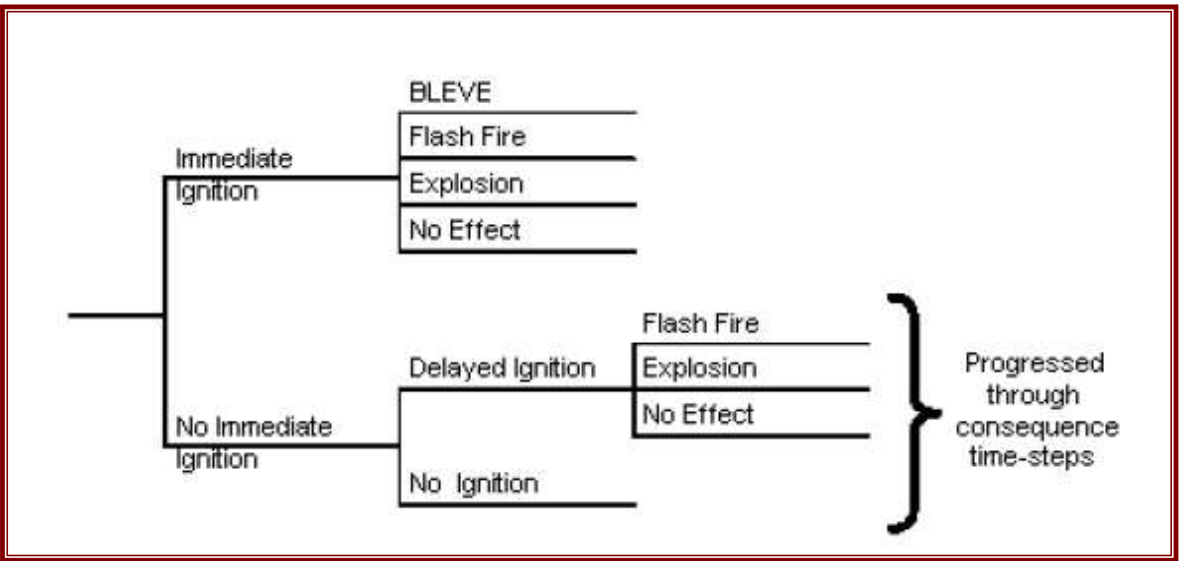 BLEVE
Flash Fire
Immediate
Ignition
Explosion
No Effect
Flash Fire
Delayed Ignition
Explosion
No Effect
No Immediate
Ignition
No Ignition
Progressed
through
consequence
time-steps